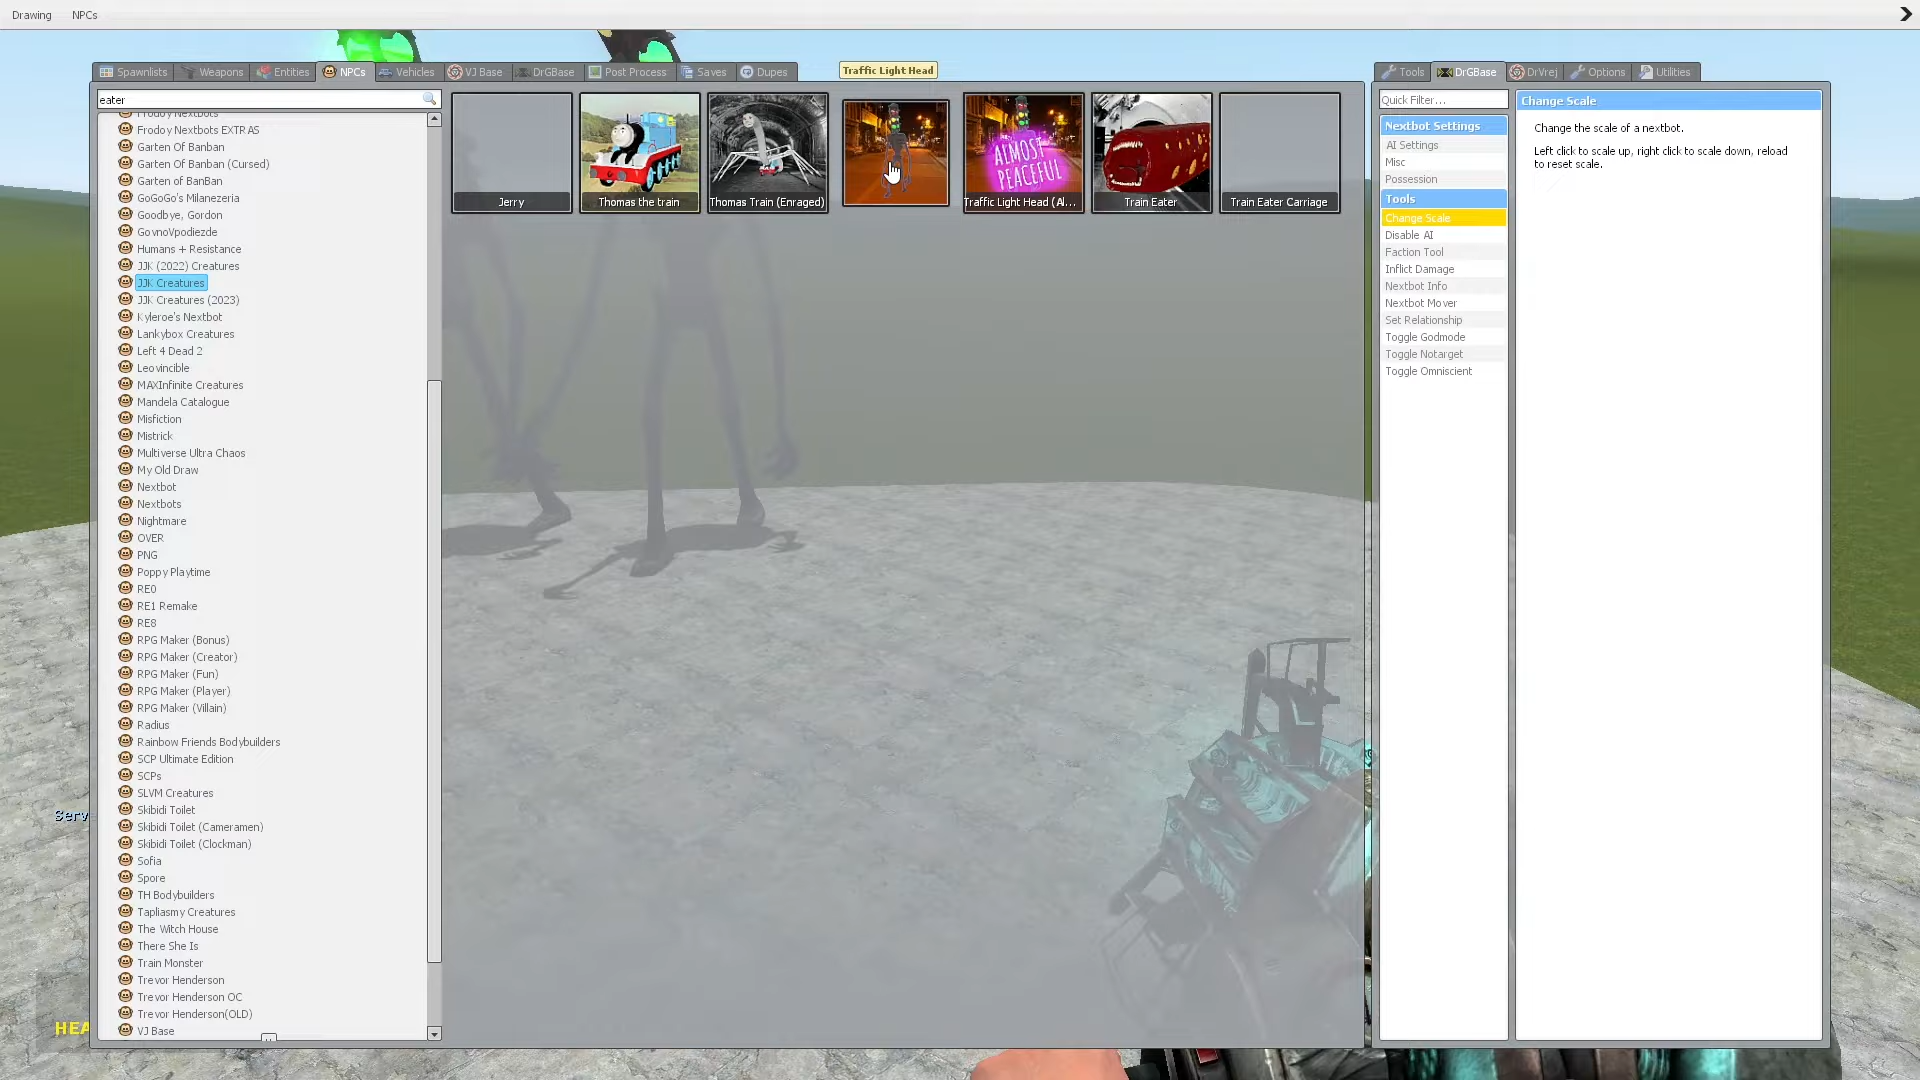 Drawing NPCs
Spawnlists Weapons Entities NPCs Vehicles VJ Base DrGBase Post Process Saves Dupes
Traffic Light Head
Tools DrGBase DrVrej Options Utilities
eater
Frodoy Nextbots
Frodoy Nextbots EXTRAS
Garten Of Banban
Garten Of Banban (Cursed)
Garten of BanBan
GoGoGo's Milanezeria
Goodbye, Gordon
GovnoVpodiezde
Humans + Resistance
JJK (2022) Creatures
JJK Creatures
JJK Creatures (2023)
Kyleroe's Nextbot
Lankybox Creatures
Left 4 Dead 2
Leovincible
MAXInfinite Creatures
Mandela Catalogue
Misfiction
Mistrick
Multiverse Ultra Chaos
My Old Draw
Nextbot
Nextbots
Nightmare
OVER
PNG
Poppy Playtime
RE0
RE1 Remake
RE8
RPG Maker (Bonus)
RPG Maker (Creator)
RPG Maker (Fun)
RPG Maker (Player)
RPG Maker (Villain)
Radius
Rainbow Friends Bodybuilders
SCP Ultimate Edition
SCPs
SLVM Creatures
Skibidi Toilet
Skibidi Toilet (Cameramen)
Skibidi Toilet (Clockman)
Sofia
Spore
TH Bodybuilders
Tapliasmy Creatures
The Witch House
There She Is
Train Monster
Trevor Henderson
Trevor Henderson OC
Trevor Henderson(OLD)
VJ Base
ALMOST
PEACEFUL
Jerry
Thomas the train
Thomas Train (Enraged)
Traffic Light Head (Al...
Train Eater
Train Eater Carriage
Quick Filter...
Nextbot Settings
AI Settings
Misc
Possession
Tools
Change Scale
Disable AI
Faction Tool
Inflict Damage
Nextbot Info
Nextbot Mover
Set Relationship
Toggle Godmode
Toggle Notarget
Toggle Omniscient
Change Scale
Change the scale of a nextbot.
Left click to scale up, right click to scale down, reload
to reset scale.
Serv
HEA